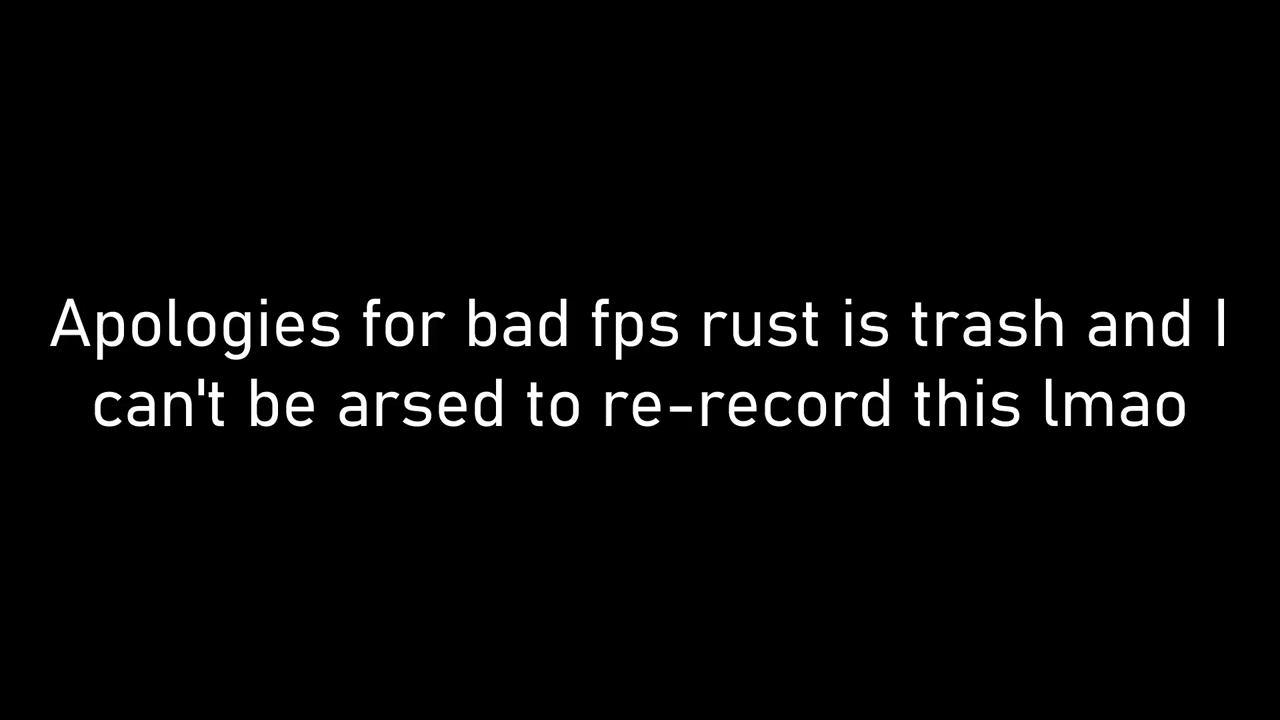 Apologies for bad fps rust is trash and I
can't be arsed to re-record this lmao